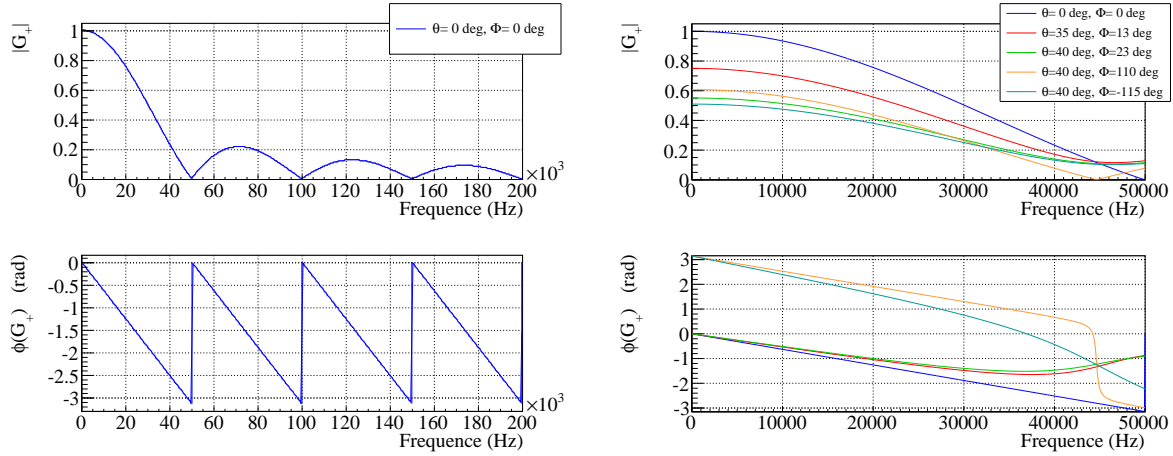 |G+|
1
0.8
0.6
0.4
0.2
0
θ= 0 deg, Φ= 0 deg
0 20 40 60 80 100 120 140 160 180 200
×10³
Frequence (Hz)
|G+|
1
0.8
0.6
0.4
0.2
0
θ= 0 deg, Φ= 0 deg
θ=35 deg, Φ= 13 deg
θ=40 deg, Φ= 23 deg
θ=40 deg, Φ=110 deg
θ=40 deg, Φ=-115 deg
0 10000 20000 30000 40000 50000
Frequence (Hz)
ϕ(G+) (rad)
0
-0.5
-1
-1.5
-2
-2.5
-3
0 20 40 60 80 100 120 140 160 180 200
×10³
Frequence (Hz)
ϕ(G+) (rad)
3
2
1
0
-1
-2
-3
0 10000 20000 30000 40000 50000
Frequence (Hz)